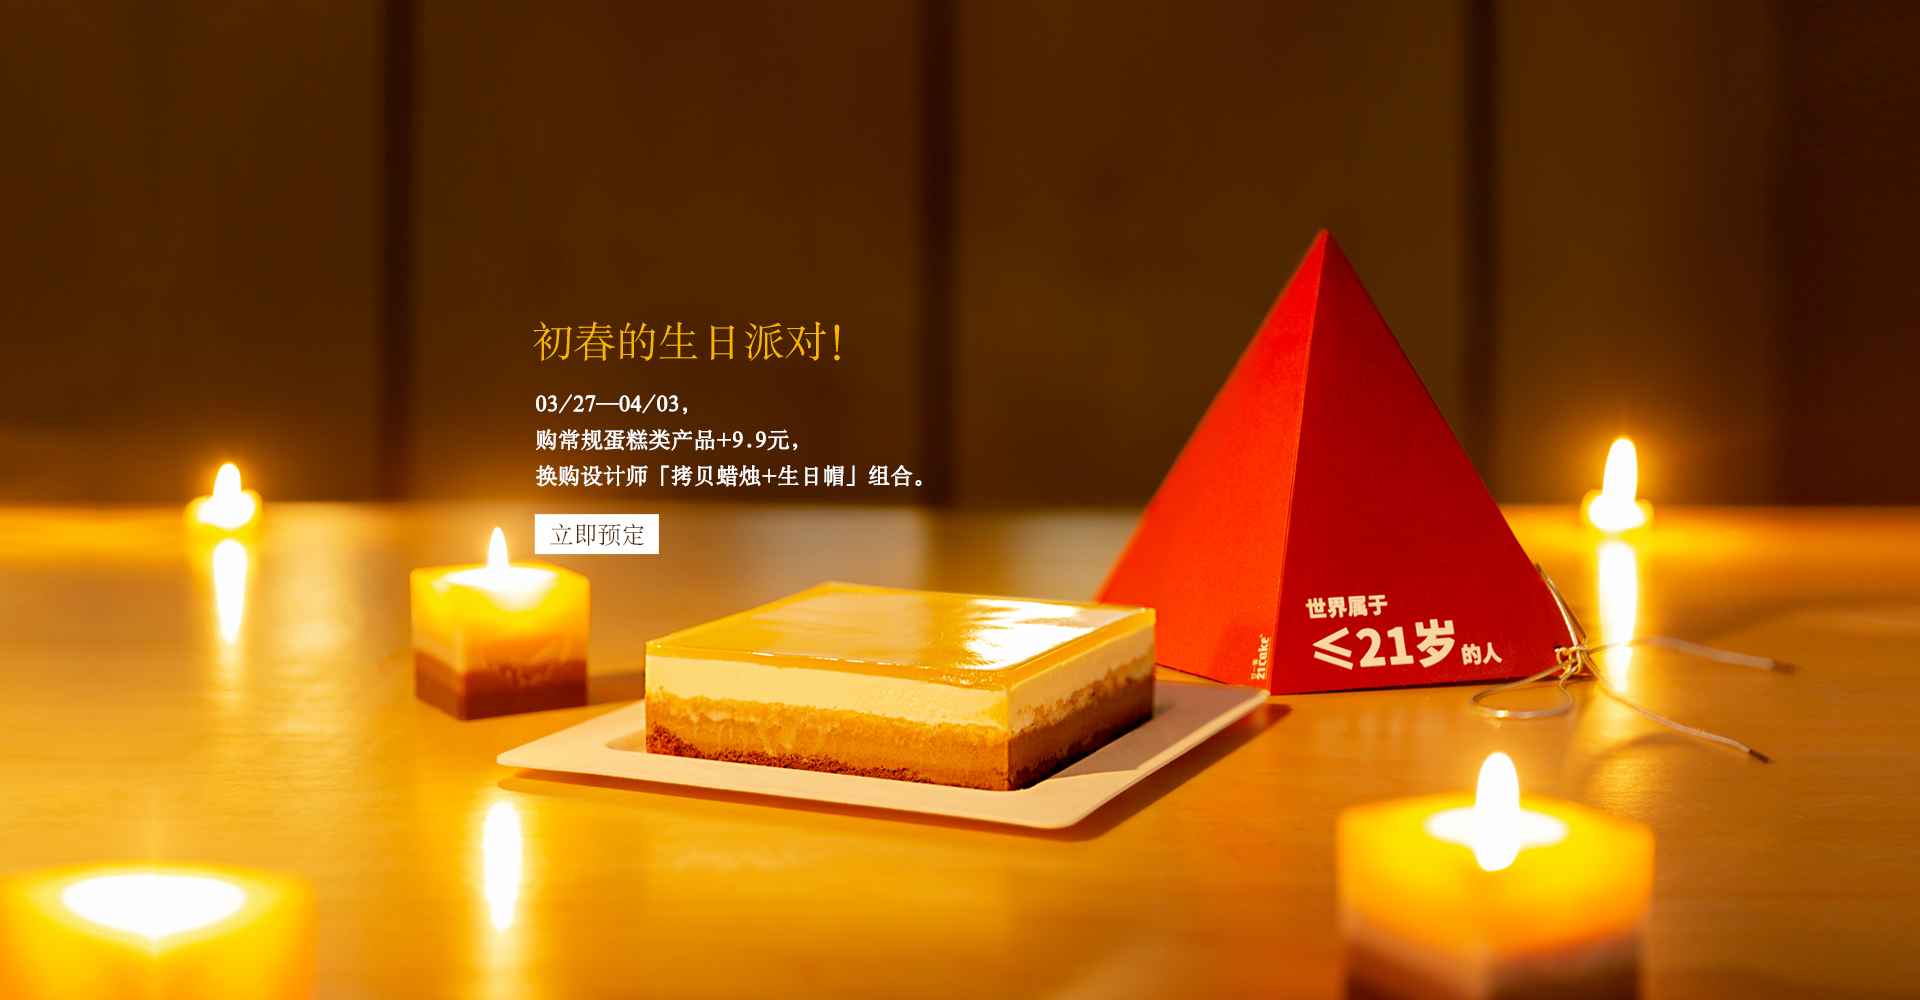 初春的生日派对!
03/27—04/03,
购常规蛋糕类产品+9.9元,
换购设计师「拷贝蜡烛+生日帽」组合。
立即预定
世界属于
≤21岁的人
21cake